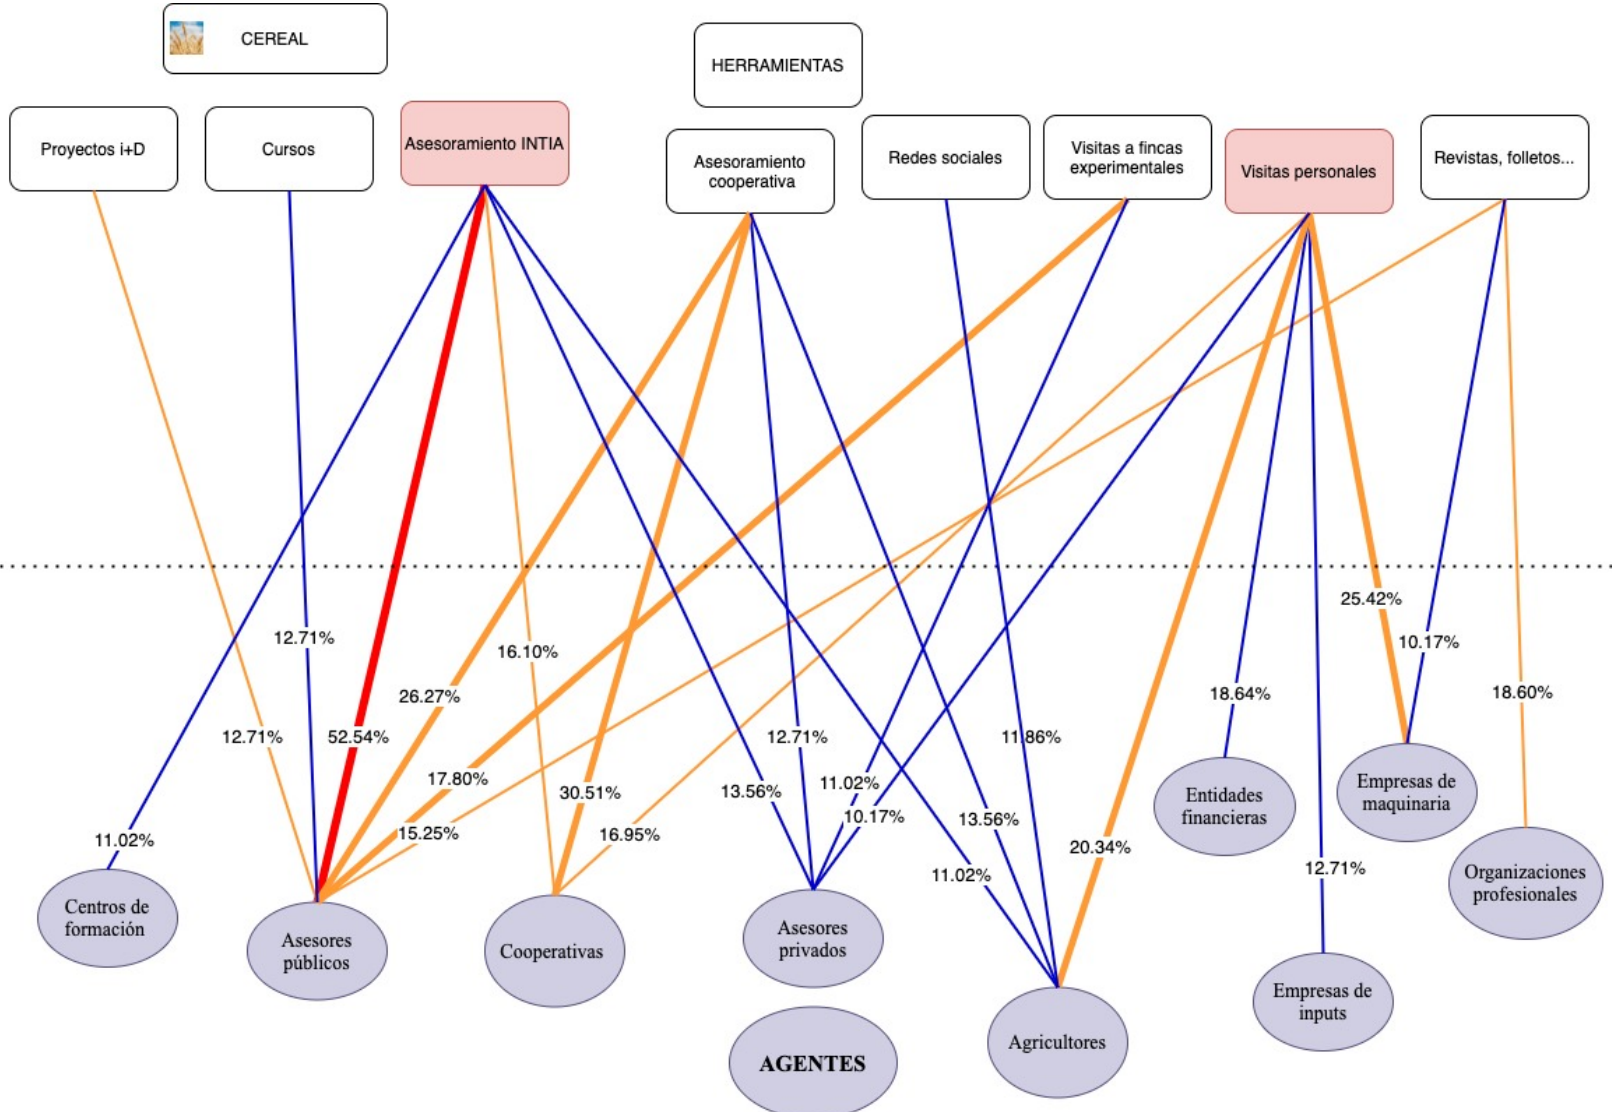 CEREAL
HERRAMIENTAS
Proyectos i+D
Cursos
Asesoramiento INTIA
Asesoramiento
cooperativa
Redes sociales
Visitas a fincas
experimentales
Visitas personales
Revistas, folletos...
25.42%
12.71%
10.17%
16.10%
26.27%
18.64%
18.60%
12.71%
52.54%
12.71%
11.86%
17.80%
30.51%
13.56%
11.02%
10.17%
13.56%
11.02%
15.25%
16.95%
20.34%
11.02%
12.71%
Entidades
financieras
Empresas de
maquinaria
Organizaciones
profesionales
Centros de
formación
Asesores
públicos
Cooperativas
Asesores
privados
Agricultores
Empresas de
inputs
AGENTES